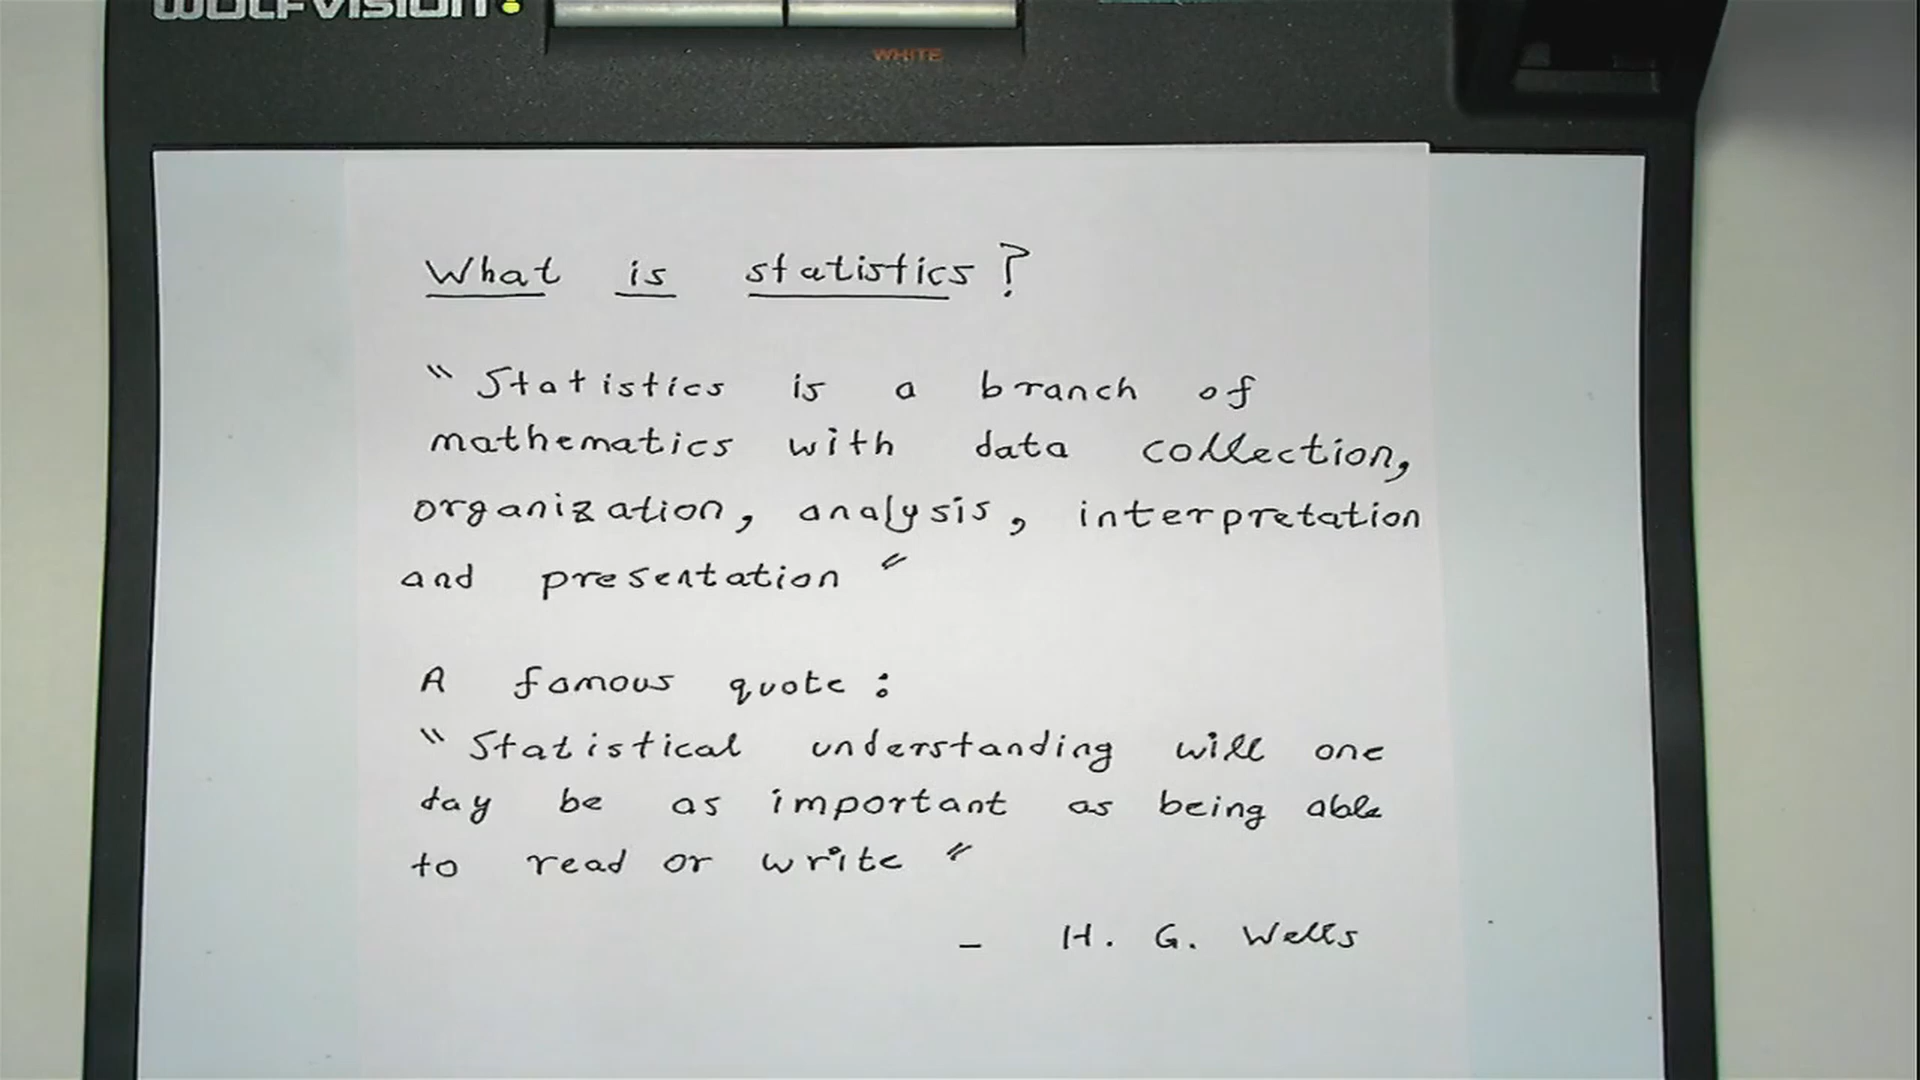 WOLFVISION
WHITE
What is statistics?
"Statistics is a branch of
mathematics with data collection,
organization, analysis, interpretation
and presentation"
A famous quote:
"Statistical understanding will one
day be as important as being able
to read or write"
- H. G. Wells